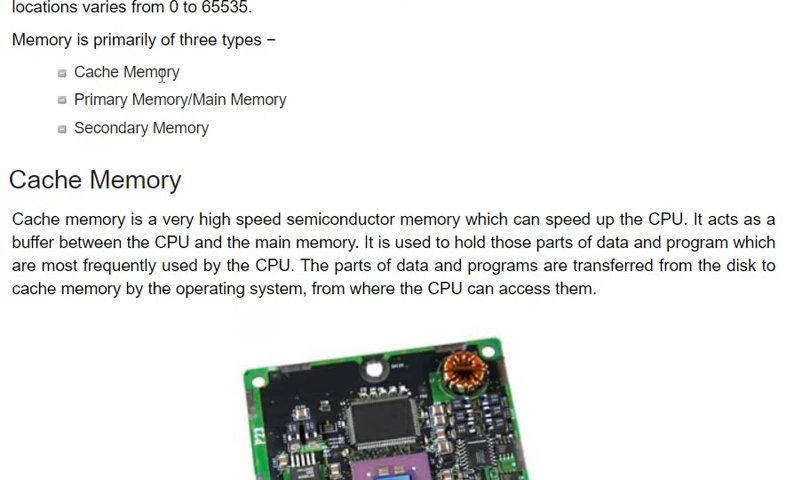 locations varies from 0 to 65535.
Memory is primarily of three types −
Cache Memory
Primary Memory/Main Memory
Secondary Memory
Cache Memory
Cache memory is a very high speed semiconductor memory which can speed up the CPU. It acts as a
buffer between the CPU and the main memory. It is used to hold those parts of data and program which
are most frequently used by the CPU. The parts of data and programs are transferred from the disk to
cache memory by the operating system, from where the CPU can access them.
P23